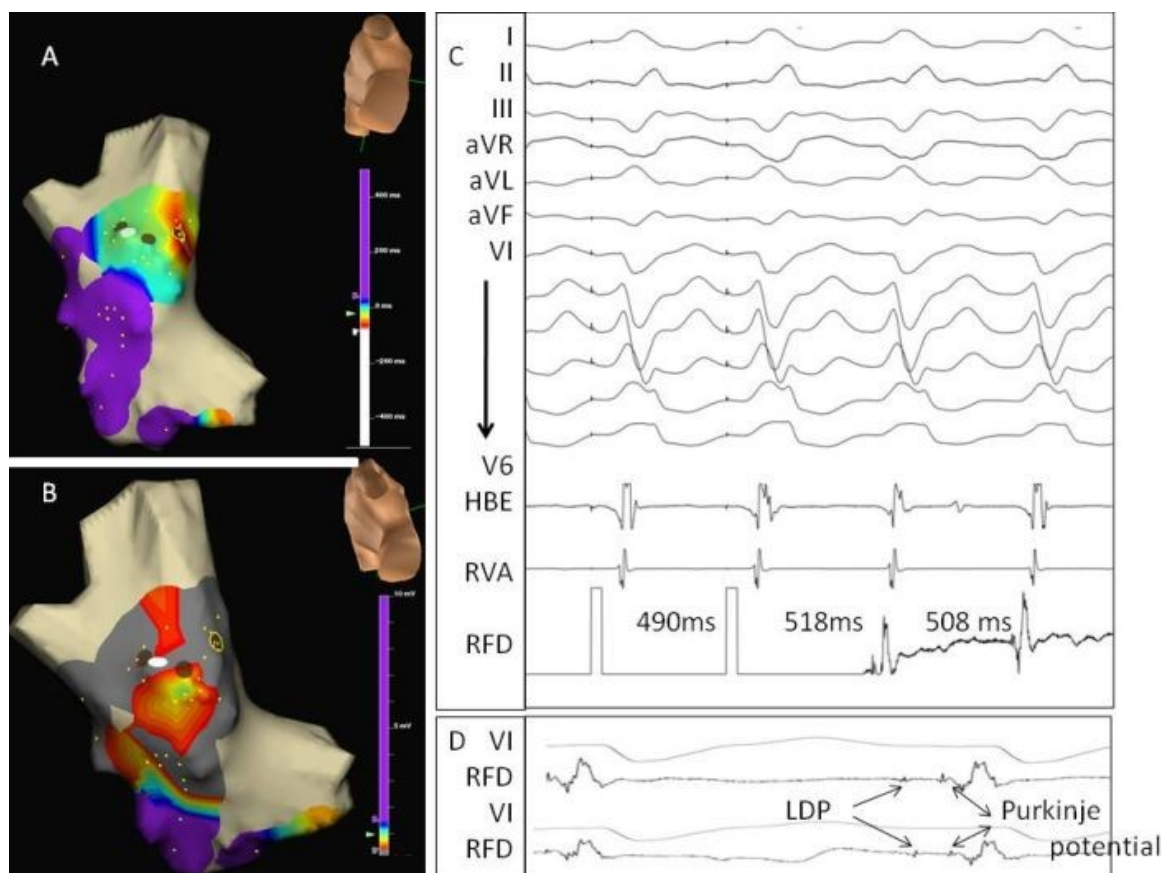 A
400 ms
200 ms
0 ms
-200 ms
-400 ms
B
10 mV
5 mV
C
I
II
III
aVR
aVL
aVF
VI
V6
HBE
RVA
RFD
490ms
518ms
508 ms
D
VI
RFD
LDP
Purkinje
VI
RFD
potential